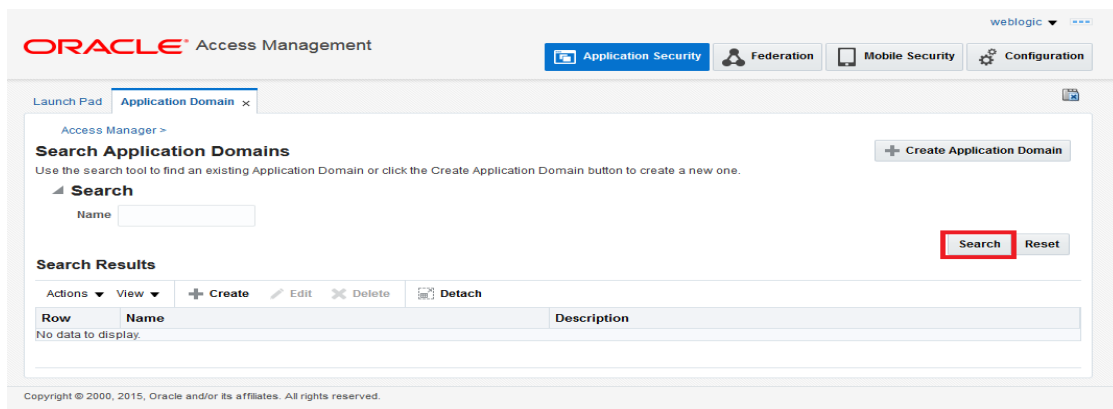 weblogic
ORACLE Access Management
Application Security Federation Mobile Security Configuration
Launch Pad Application Domain x
Access Manager >
Search Application Domains
Create Application Domain
Use the search tool to find an existing Application Domain or click the Create Application Domain button to create a new one.
Search
Name
Search Reset
Search Results
Actions View Create Edit Delete Detach
Row Name Description
No data to display.
Copyright © 2000, 2015, Oracle and/or its affiliates. All rights reserved.